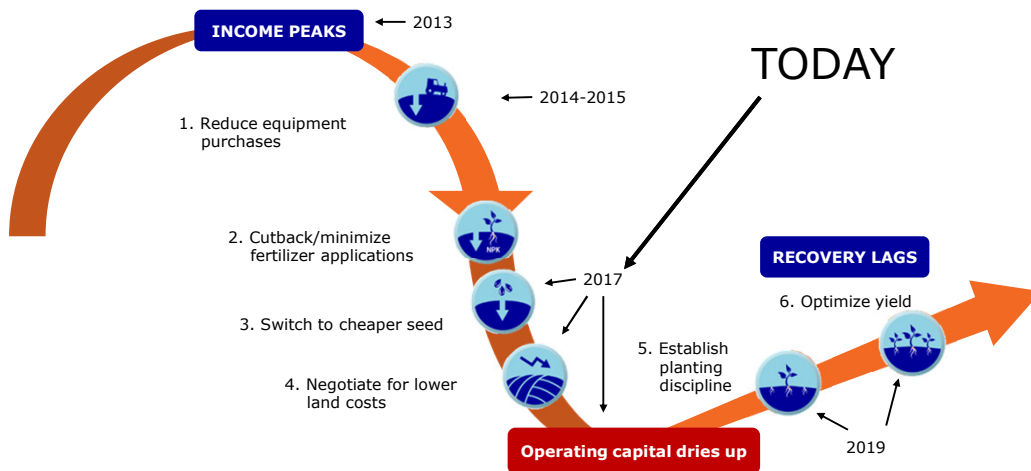 INCOME PEAKS
2013
TODAY
2014-2015
1. Reduce equipment
purchases
2. Cutback/minimize
fertilizer applications
NPK
RECOVERY LAGS
2017
6. Optimize yield
3. Switch to cheaper seed
5. Establish
planting
discipline
4. Negotiate for lower
land costs
Operating capital dries up
2019